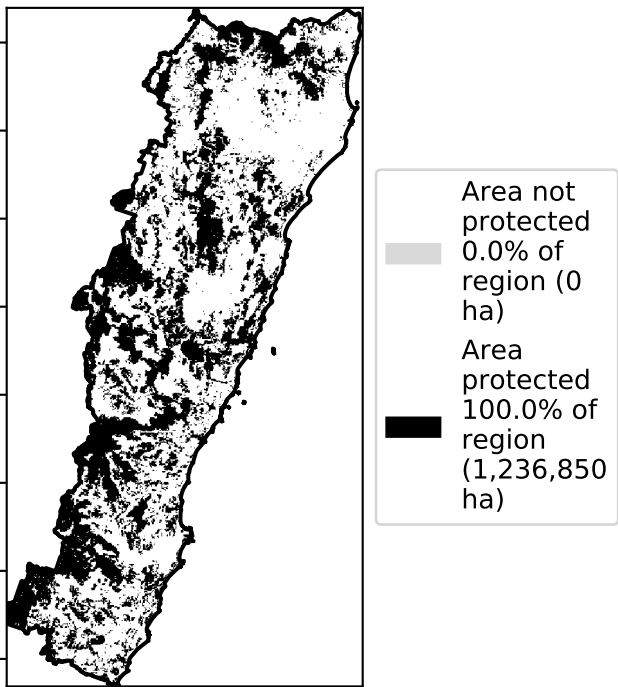 Area not
protected
0.0% of
region (0
ha)
Area
protected
100.0% of
region
(1,236,850
ha)